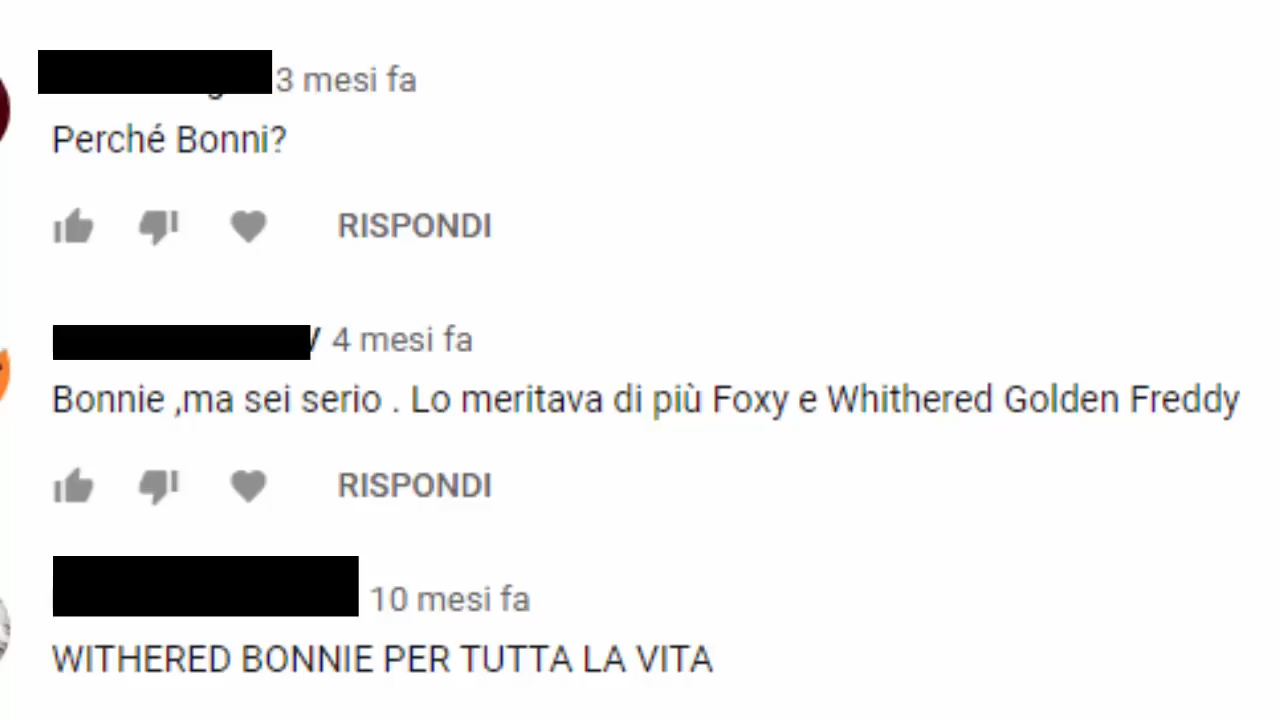 3 mesi fa
Perché Bonni?
RISPONDI
4 mesi fa
Bonnie ,ma sei serio . Lo meritava di più Foxy e Whithered Golden Freddy
RISPONDI
10 mesi fa
WITHERED BONNIE PER TUTTA LA VITA